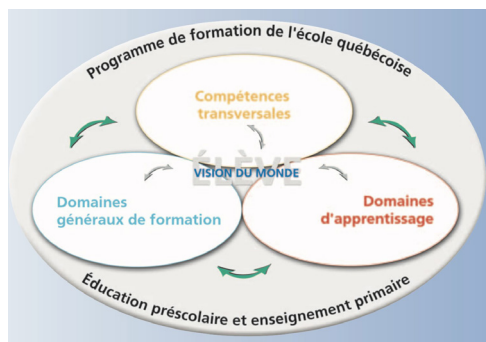 Programme de formation de l'école québécoise
Compétences
transversales
ÉLÈVE
VISION DU MONDE
Domaines
généraux de formation
Domaines
d'apprentissage
Éducation préscolaire et enseignement primaire